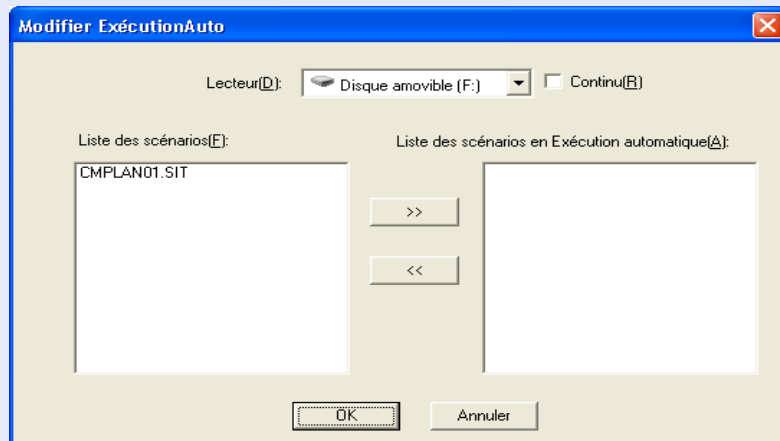 Modifier ExécutionAuto
Lecteur(D): Disque amovible (F:) Continu(R)
Liste des scénarios(F): Liste des scénarios en Exécution automatique(A):
CMPLAN01.SIT
>>
<<
OK Annuler